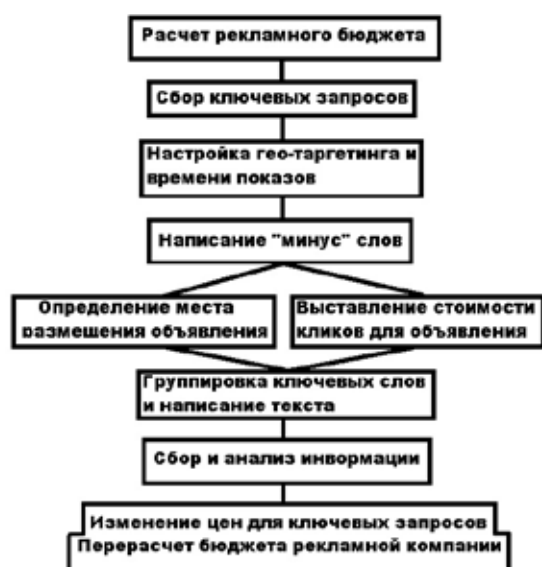 Расчет рекламного бюджета
Сбор ключевых запросов
Настройка гео-таргетинга и
времени показов
Написание "минус" слов
Определение места
размещения объявления
Выставление стоимости
кликов для объявления
Группировка ключевых слов
и написание текста
Сбор и анализ инвормации
Изменение цен для ключевых запросов
Перерасчет бюджета рекламной компании